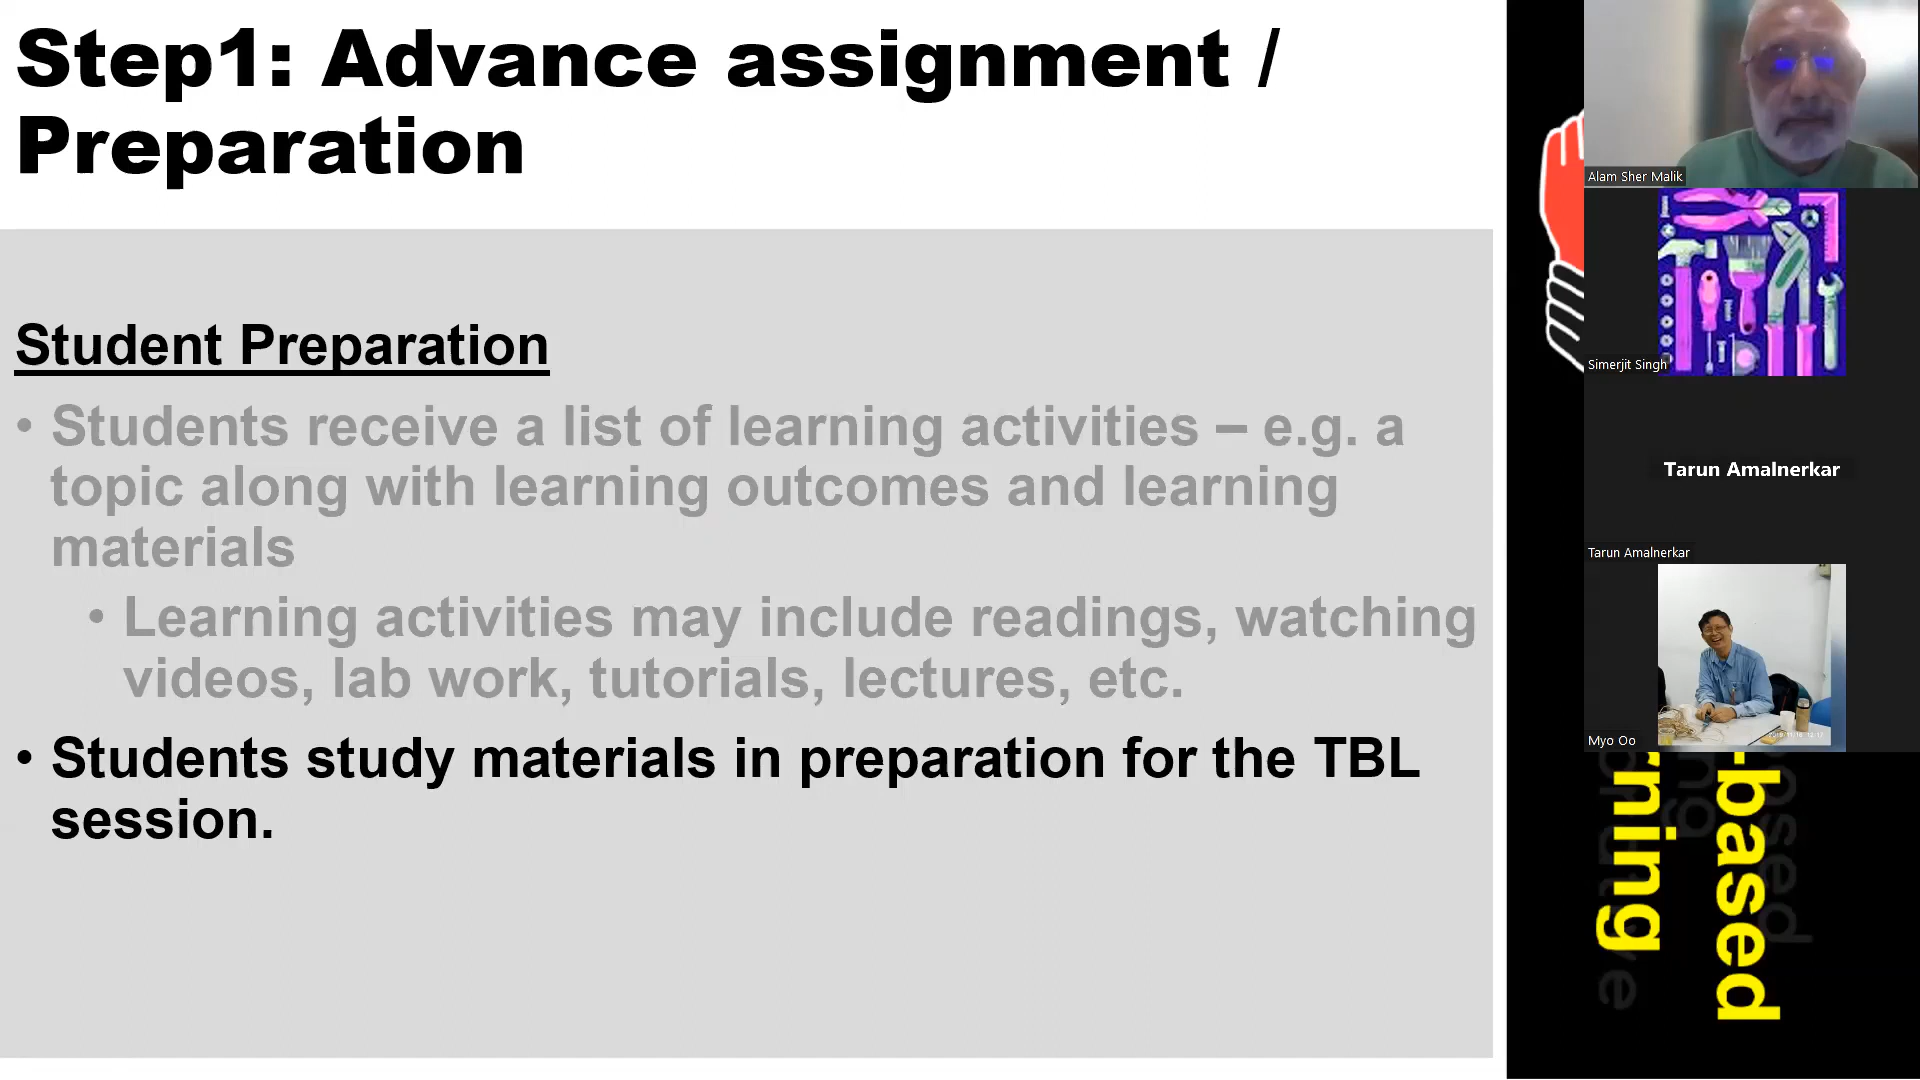 Step1: Advance assignment /
Preparation
Student Preparation
• Students receive a list of learning activities – e.g. a
topic along with learning outcomes and learning
materials
• Learning activities may include readings, watching
videos, lab work, tutorials, lectures, etc.
• Students study materials in preparation for the TBL
session.
Alam Sher Malik
Simerjit Singh
Tarun Amalnerkar
Tarun Amalnerkar
Myo Oo
-based
rning